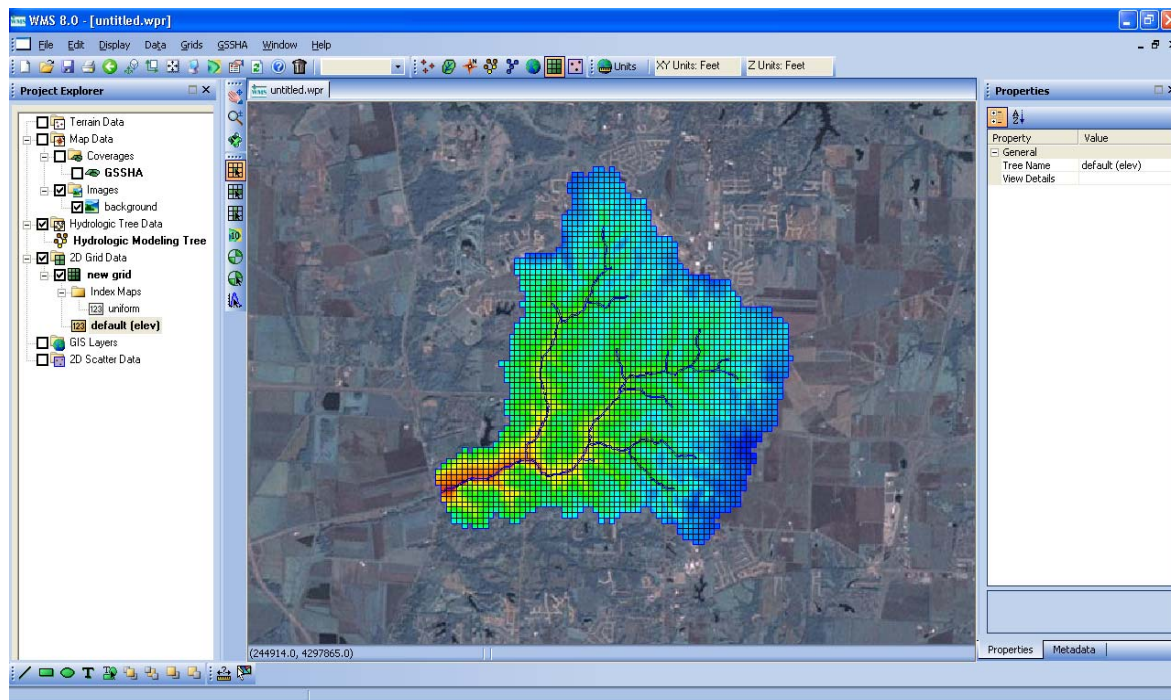 WMS 8.0 - [untitled.wpr]
File Edit Display Data Grids GSSHA Window Help
Units XY Units: Feet Z Units: Feet
Project Explorer
Terrain Data
Map Data
Coverages
GSSHA
Images
background
Hydrologic Tree Data
Hydrologic Modeling Tree
2D Grid Data
new grid
Index Maps
123 uniform
123 default (elev)
GIS Layers
2D Scatter Data
untitled.wpr
(244914.0, 4297865.0)
Properties
Property Value
General
Tree Name default (elev)
View Details
Properties Metadata